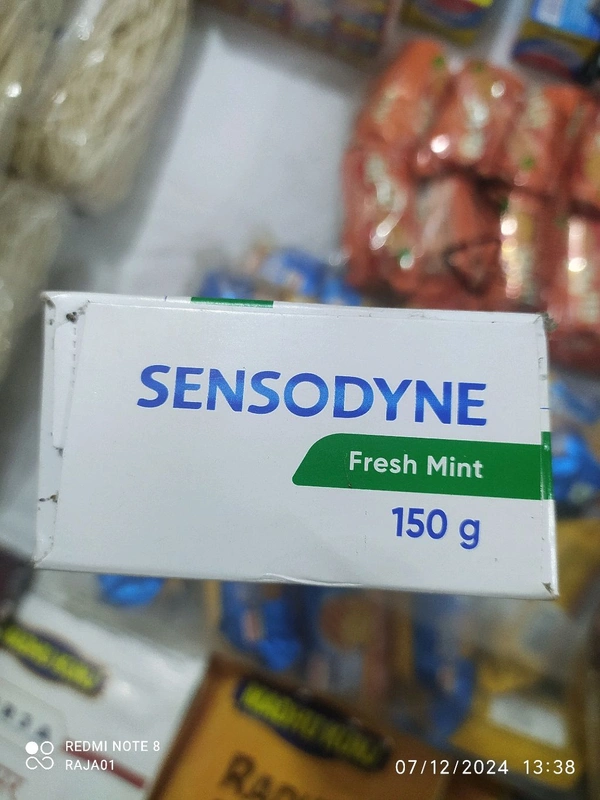 SENSODYNE
Fresh Mint
150 g
REDMI NOTE 8
RAJA01
07/12/2024 13:38